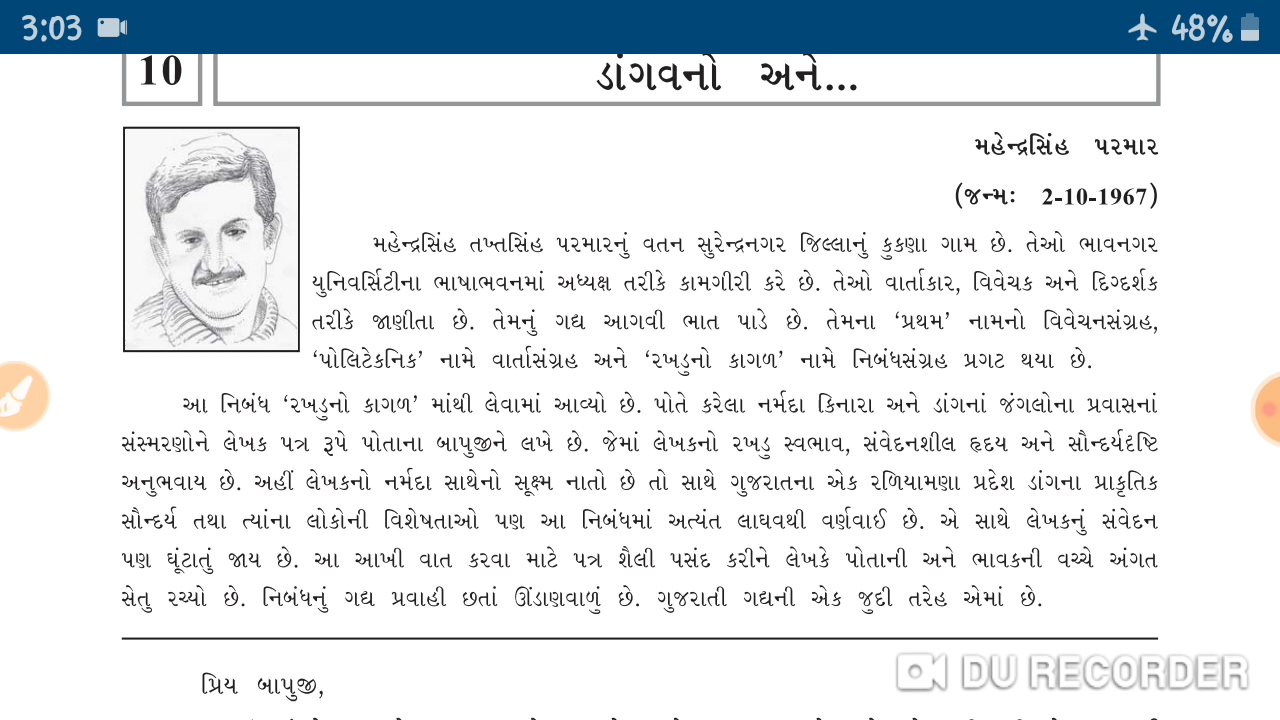 3:03
48%
10
ડાંગવનો અને...
મહેન્દ્રસિંહ પરમાર
(જન્મઃ 2-10-1967)
મહેન્દ્રસિંહ તખ્તસિંહ પરમારનું વતન સુરેન્દ્રનગર જિલ્લાનું કુકણા ગામ છે. તેઓ ભાવનગર
યુનિવર્સિટીના ભાષાભવનમાં અધ્યક્ષ તરીકે કામગીરી કરે છે. તેઓ વાર્તાકાર, વિવેચક અને દિગ્દર્શક
તરીકે જાણીતા છે. તેમનું ગદ્ય આગવી ભાત પાડે છે. તેમના ‘પ્રથમ’ નામનો વિવેચનસંગ્રહ,
‘પોલિટેકનિક’ નામે વાર્તાસંગ્રહ અને ‘રખડુનો કાગળ’ નામે નિબંધસંગ્રહ પ્રગટ થયા છે.
આ નિબંધ ‘રખડુનો કાગળ’ માંથી લેવામાં આવ્યો છે. પોતે કરેલા નર્મદા કિનારા અને ડાંગનાં જંગલોના પ્રવાસનાં
સંસ્મરણોને લેખક પત્ર રૂપે પોતાના બાપુજીને લખે છે. જેમાં લેખકનો રખડુ સ્વભાવ, સંવેદનશીલ હૃદય અને સૌન્દર્યદૃષ્ટિ
અનુભવાય છે. અહીં લેખકનો નર્મદા સાથેનો સૂક્ષ્મ નાતો છે તો સાથે ગુજરાતના એક રળિયામણા પ્રદેશ ડાંગના પ્રાકૃતિક
સૌન્દર્ય તથા ત્યાંના લોકોની વિશેષતાઓ પણ આ નિબંધમાં અત્યંત લાઘવથી વર્ણવાઈ છે. એ સાથે લેખકનું સંવેદન
પણ ઘૂંટાતું જાય છે. આ આખી વાત કરવા માટે પત્ર શૈલી પસંદ કરીને લેખકે પોતાની અને ભાવકની વચ્ચે અંગત
સેતુ રચ્યો છે. નિબંધનું ગદ્ય પ્રવાહી છતાં ઊંડાણવાળું છે. ગુજરાતી ગદ્યની એક જુદી તરેહ એમાં છે.
પ્રિય બાપુજી,
DU RECORDER